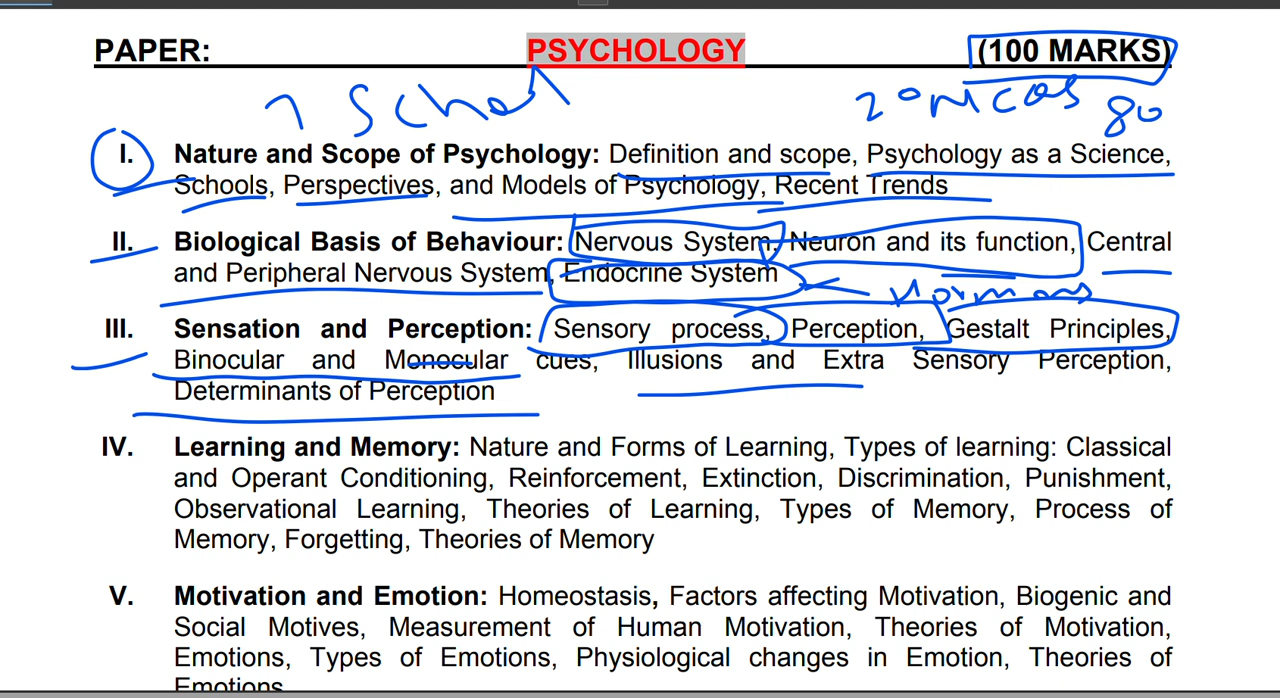 PAPER: PSYCHOLOGY (100 MARKS)
7 School 20 MCQs 80
I. Nature and Scope of Psychology: Definition and scope, Psychology as a Science,
Schools, Perspectives, and Models of Psychology, Recent Trends
II. Biological Basis of Behaviour: Nervous System, Neuron and its function, Central
and Peripheral Nervous System, Endocrine System
Hormons
III. Sensation and Perception: Sensory process, Perception, Gestalt Principles,
Binocular and Monocular cues, Illusions and Extra Sensory Perception,
Determinants of Perception
IV. Learning and Memory: Nature and Forms of Learning, Types of learning: Classical
and Operant Conditioning, Reinforcement, Extinction, Discrimination, Punishment,
Observational Learning, Theories of Learning, Types of Memory, Process of
Memory, Forgetting, Theories of Memory
V. Motivation and Emotion: Homeostasis, Factors affecting Motivation, Biogenic and
Social Motives, Measurement of Human Motivation, Theories of Motivation,
Emotions, Types of Emotions, Physiological changes in Emotion, Theories of
Emotions